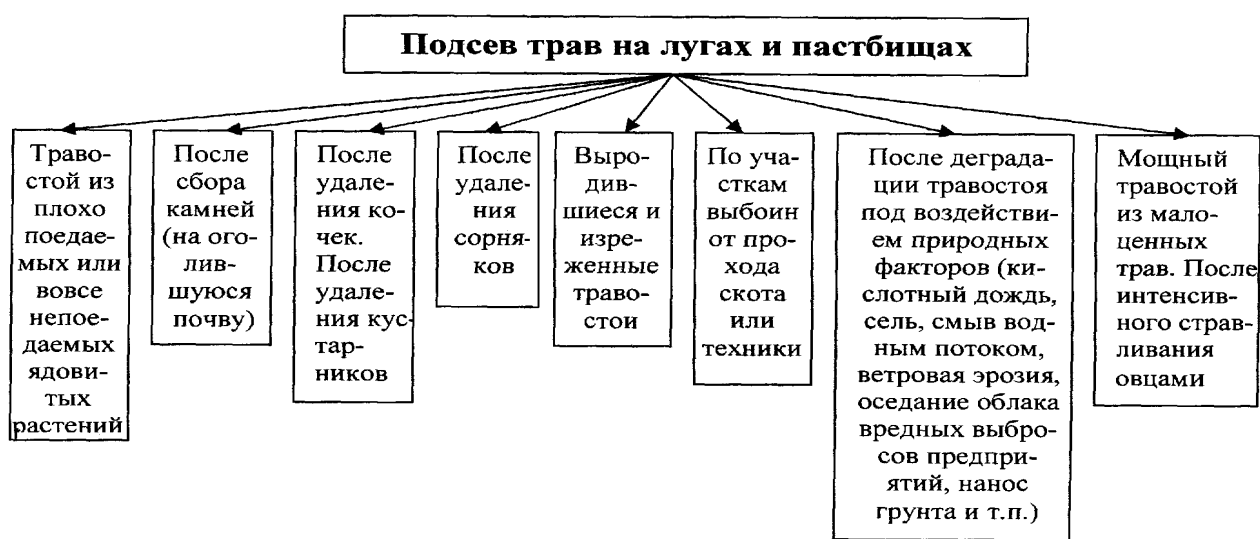 Подсев трав на лугах и пастбищах
Траво-
стой из
плохо
поедае-
мых или
вовсе
непое-
даемых
ядови-
тых
растений
После
сбора
камней
(на ого-
лив-
шуюся
почву)
После
удале-
ния ко-
чек.
После
удале-
ния кус-
тар-
ников
После
удале-
ния
сорня-
ков
Выро-
див-
шиеся и
изре-
женные
траво-
стои
По уча-
сткам
выбоин
от про-
хода
скота
или
техники
После деграда-
ции травостоя
под воздействи-
ем природных
факторов (ки-
слотный дождь,
сель, смыв вод-
ным потоком,
ветровая эрозия,
оседание облака
вредных выбро-
сов предпри-
ятий, нанос
грунта и т.п.)
Мощный
травостой
из мало-
ценных
трав. После
интенсив-
ного страв-
ливания
овцами